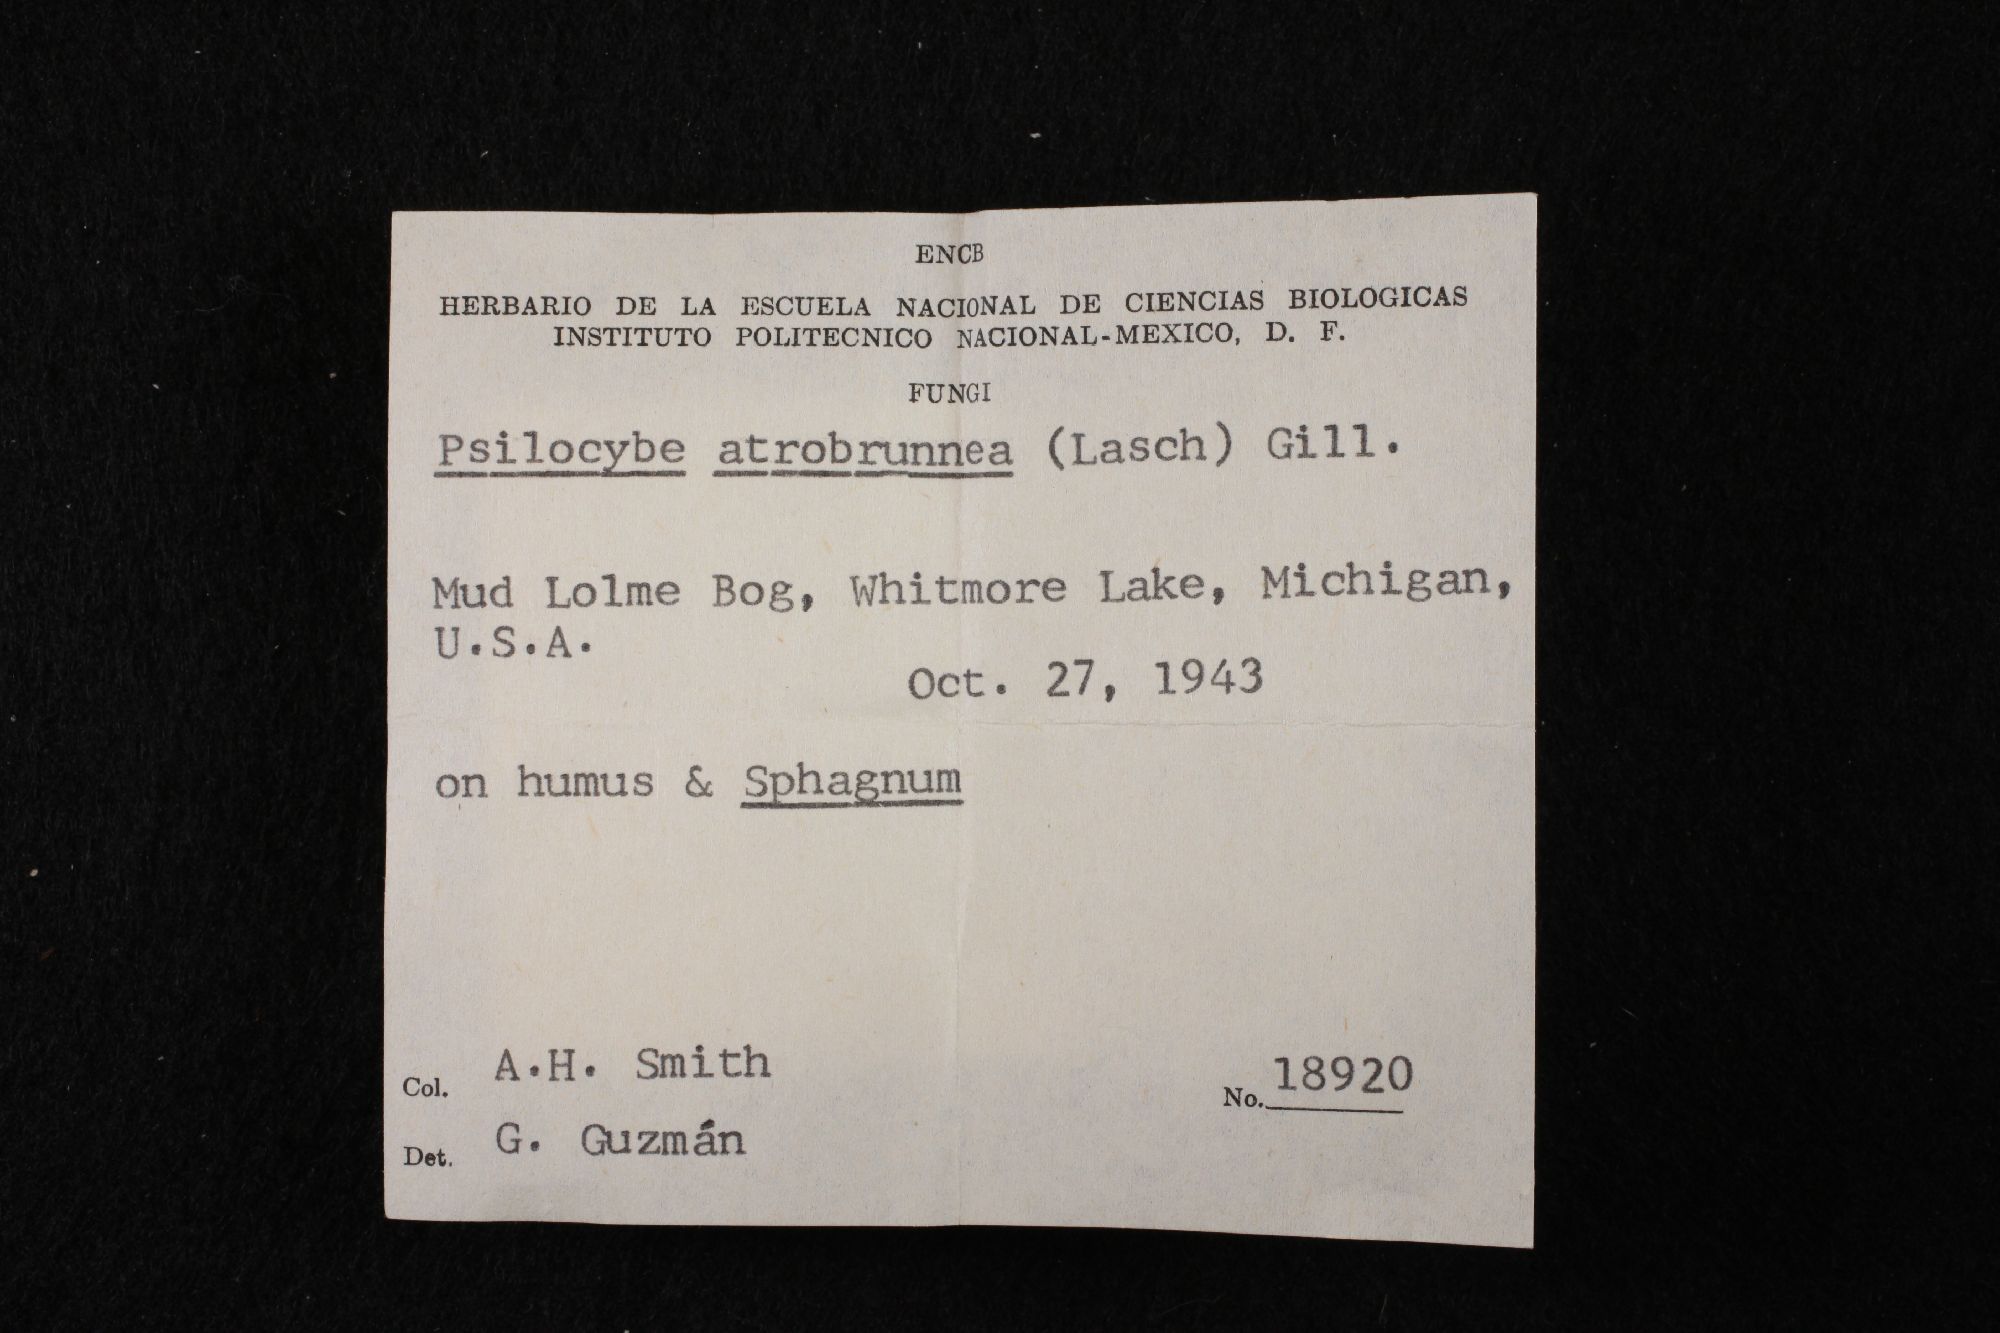 ENCB
HERBARIO DE LA ESCUELA NACIONAL DE CIENCIAS BIOLOGICAS
INSTITUTO POLITECNICO NACIONAL-MEXICO, D. F.
FUNGI
Psilocybe atrobrunnea (Lasch) Gill.
Mud Lolme Bog, Whitmore Lake, Michigan,
U.S.A.
Oct. 27, 1943
on humus & Sphagnum
Col. A.H. Smith
No. 18920
Det. G. Guzmán